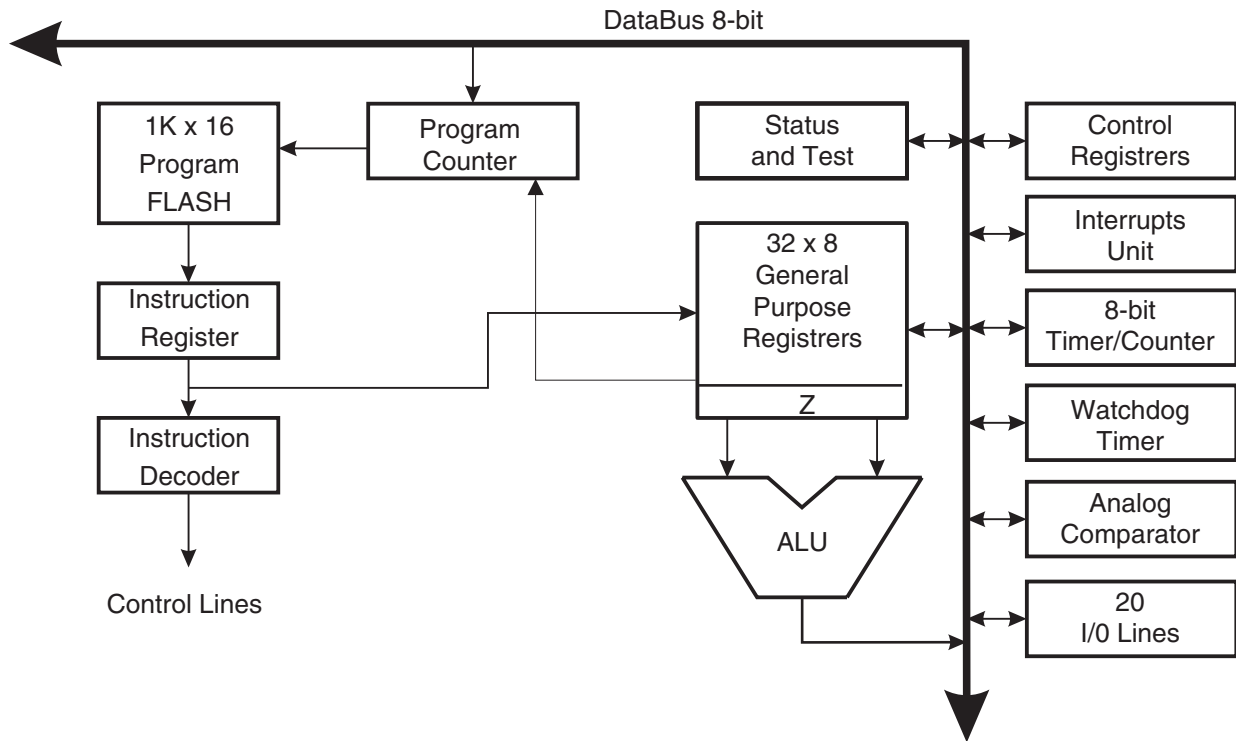 DataBus 8-bit
1K x 16
Program
FLASH
Program
Counter
Status
and Test
Control
Registrers
Instruction
Register
32 x 8
General
Purpose
Registrers
Z
Interrupts
Unit
8-bit
Timer/Counter
Instruction
Decoder
Watchdog
Timer
ALU
Analog
Comparator
Control Lines
20
I/0 Lines